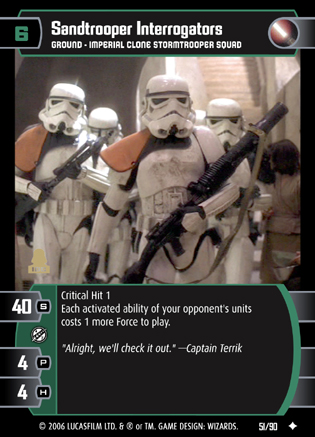 6
Sandtrooper Interrogators
GROUND • IMPERIAL CLONE STORMTROOPER SQUAD
40 S
Critical Hit 1
Each activated ability of your opponent's units
costs 1 more Force to play.
4 P
"Alright, we'll check it out." —Captain Terrik
4 H
© 2006 LUCASFILM LTD. & ® or TM. GAME DESIGN: WIZARDS.
51/90